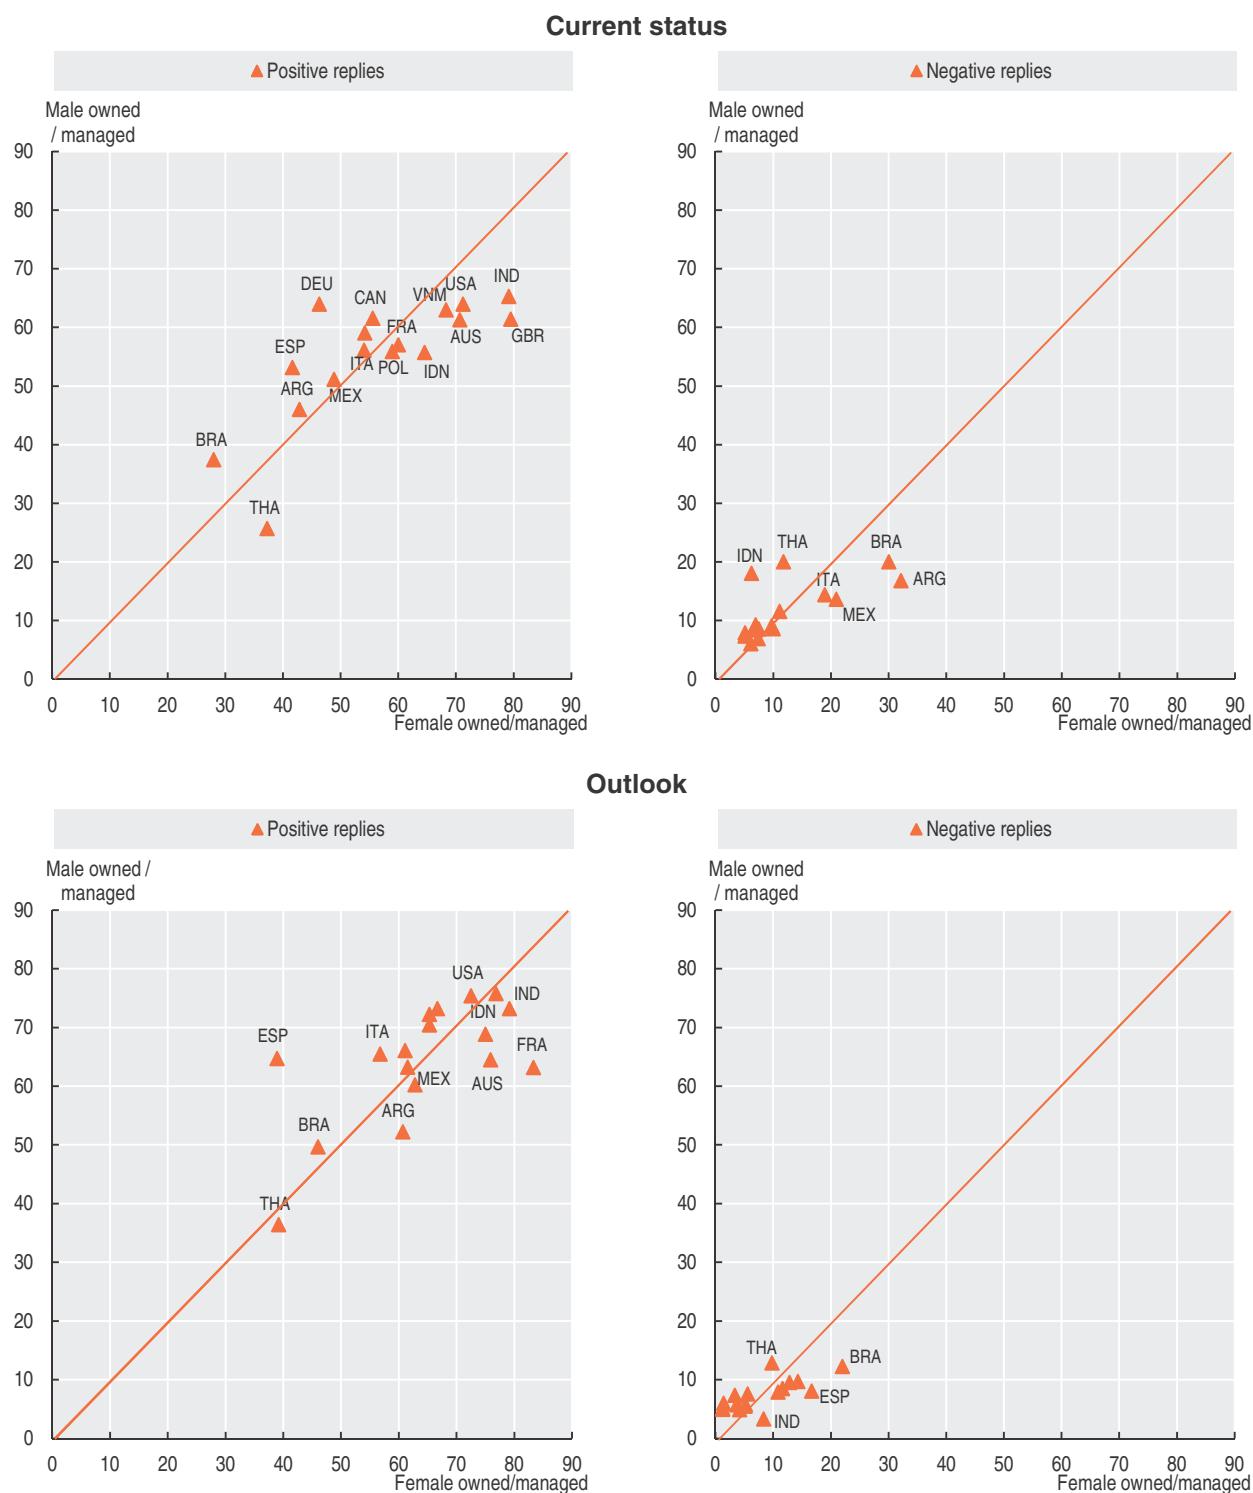 Current status
Positive replies
Negative replies
Male owned
/ managed
90
80
70
60
50
40
30
20
10
0
DEU
CAN
VNM
USA
IND
FRA
AUS
GBR
ESP
ITA
POL
IDN
ARG
MEX
BRA
THA
0 10 20 30 40 50 60 70 80 90
Female owned/managed
Male owned
/ managed
90
80
70
60
50
40
30
20
10
0
IDN
THA
BRA
ITA
ARG
MEX
0 10 20 30 40 50 60 70 80 90
Female owned/managed
Outlook
Positive replies
Negative replies
Male owned /
managed
90
80
70
60
50
40
30
20
10
0
USA
IND
IDN
ESP
ITA
FRA
MEX
AUS
ARG
BRA
THA
0 10 20 30 40 50 60 70 80 90
Female owned/managed
Male owned
/ managed
90
80
70
60
50
40
30
20
10
0
THA
BRA
ESP
IND
0 10 20 30 40 50 60 70 80 90
Female owned/managed